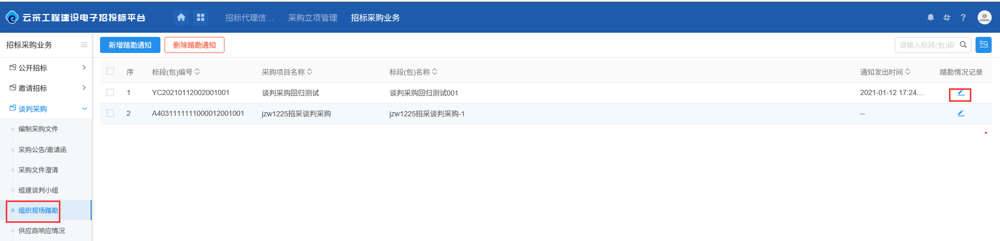 云采工程建设电子招投标平台
招标代理信...
采购立项管理
招标采购业务
?
招标采购业务
新增踏勘通知
删除踏勘通知
请输入标段(包)编
公开招标
邀请招标
谈判采购
编制采购文件
采购公告/邀请函
采购文件澄清
组建谈判小组
组织现场踏勘
供应商响应情况
序 标段(包)编号 采购项目名称 标段(包)名称 通知发出时间 踏勘情况记录
1 YC20210112002001001 谈判采购回归测试 谈判采购回归测试001 2021-01-12 17:24...
2 A4031111111000012001001 jzw1225招采谈判采购 jzw1225招采谈判采购-1 --